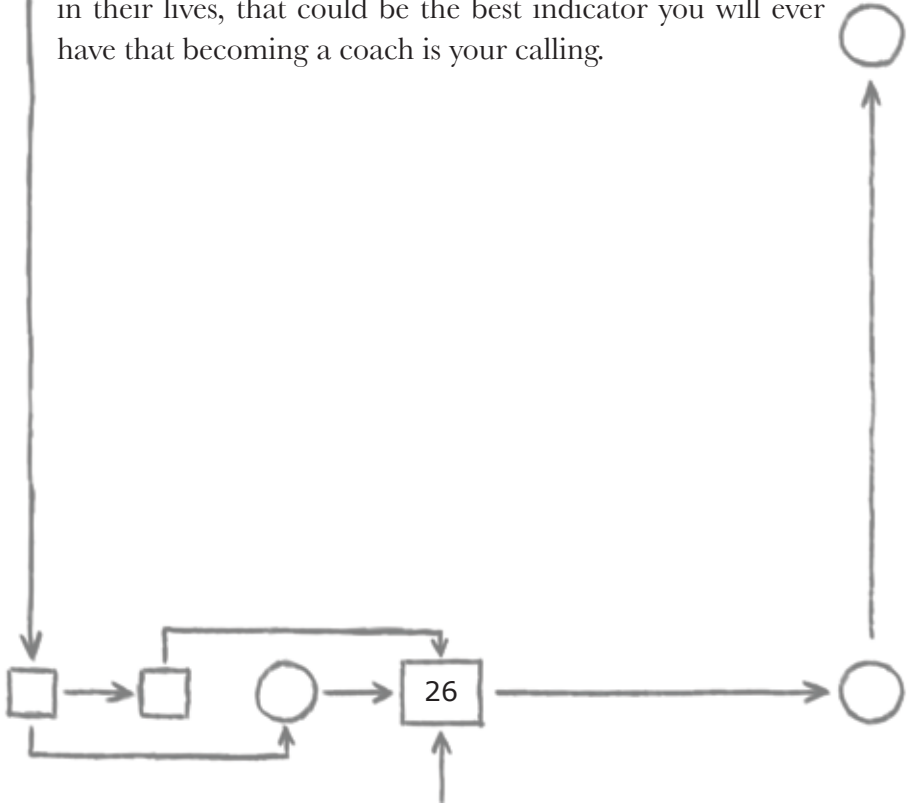 in their lives, that could be the best indicator you will ever
have that becoming a coach is your calling.
26